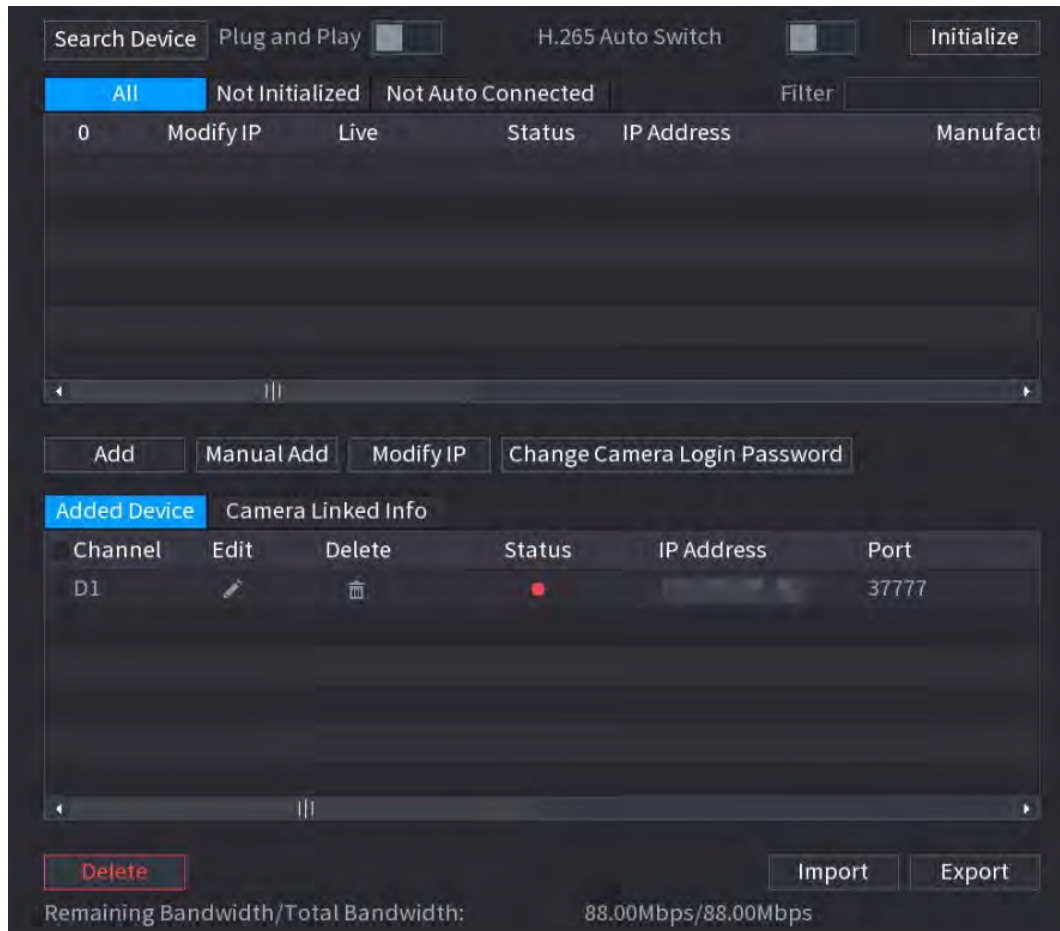 Search Device Plug and Play H.265 Auto Switch Initialize
All Not Initialized Not Auto Connected Filter
0 Modify IP Live Status IP Address Manufact
Add Manual Add Modify IP Change Camera Login Password
Added Device Camera Linked Info
Channel Edit Delete Status IP Address Port
D1 37777
Delete Import Export
Remaining Bandwidth/Total Bandwidth: 88.00Mbps/88.00Mbps